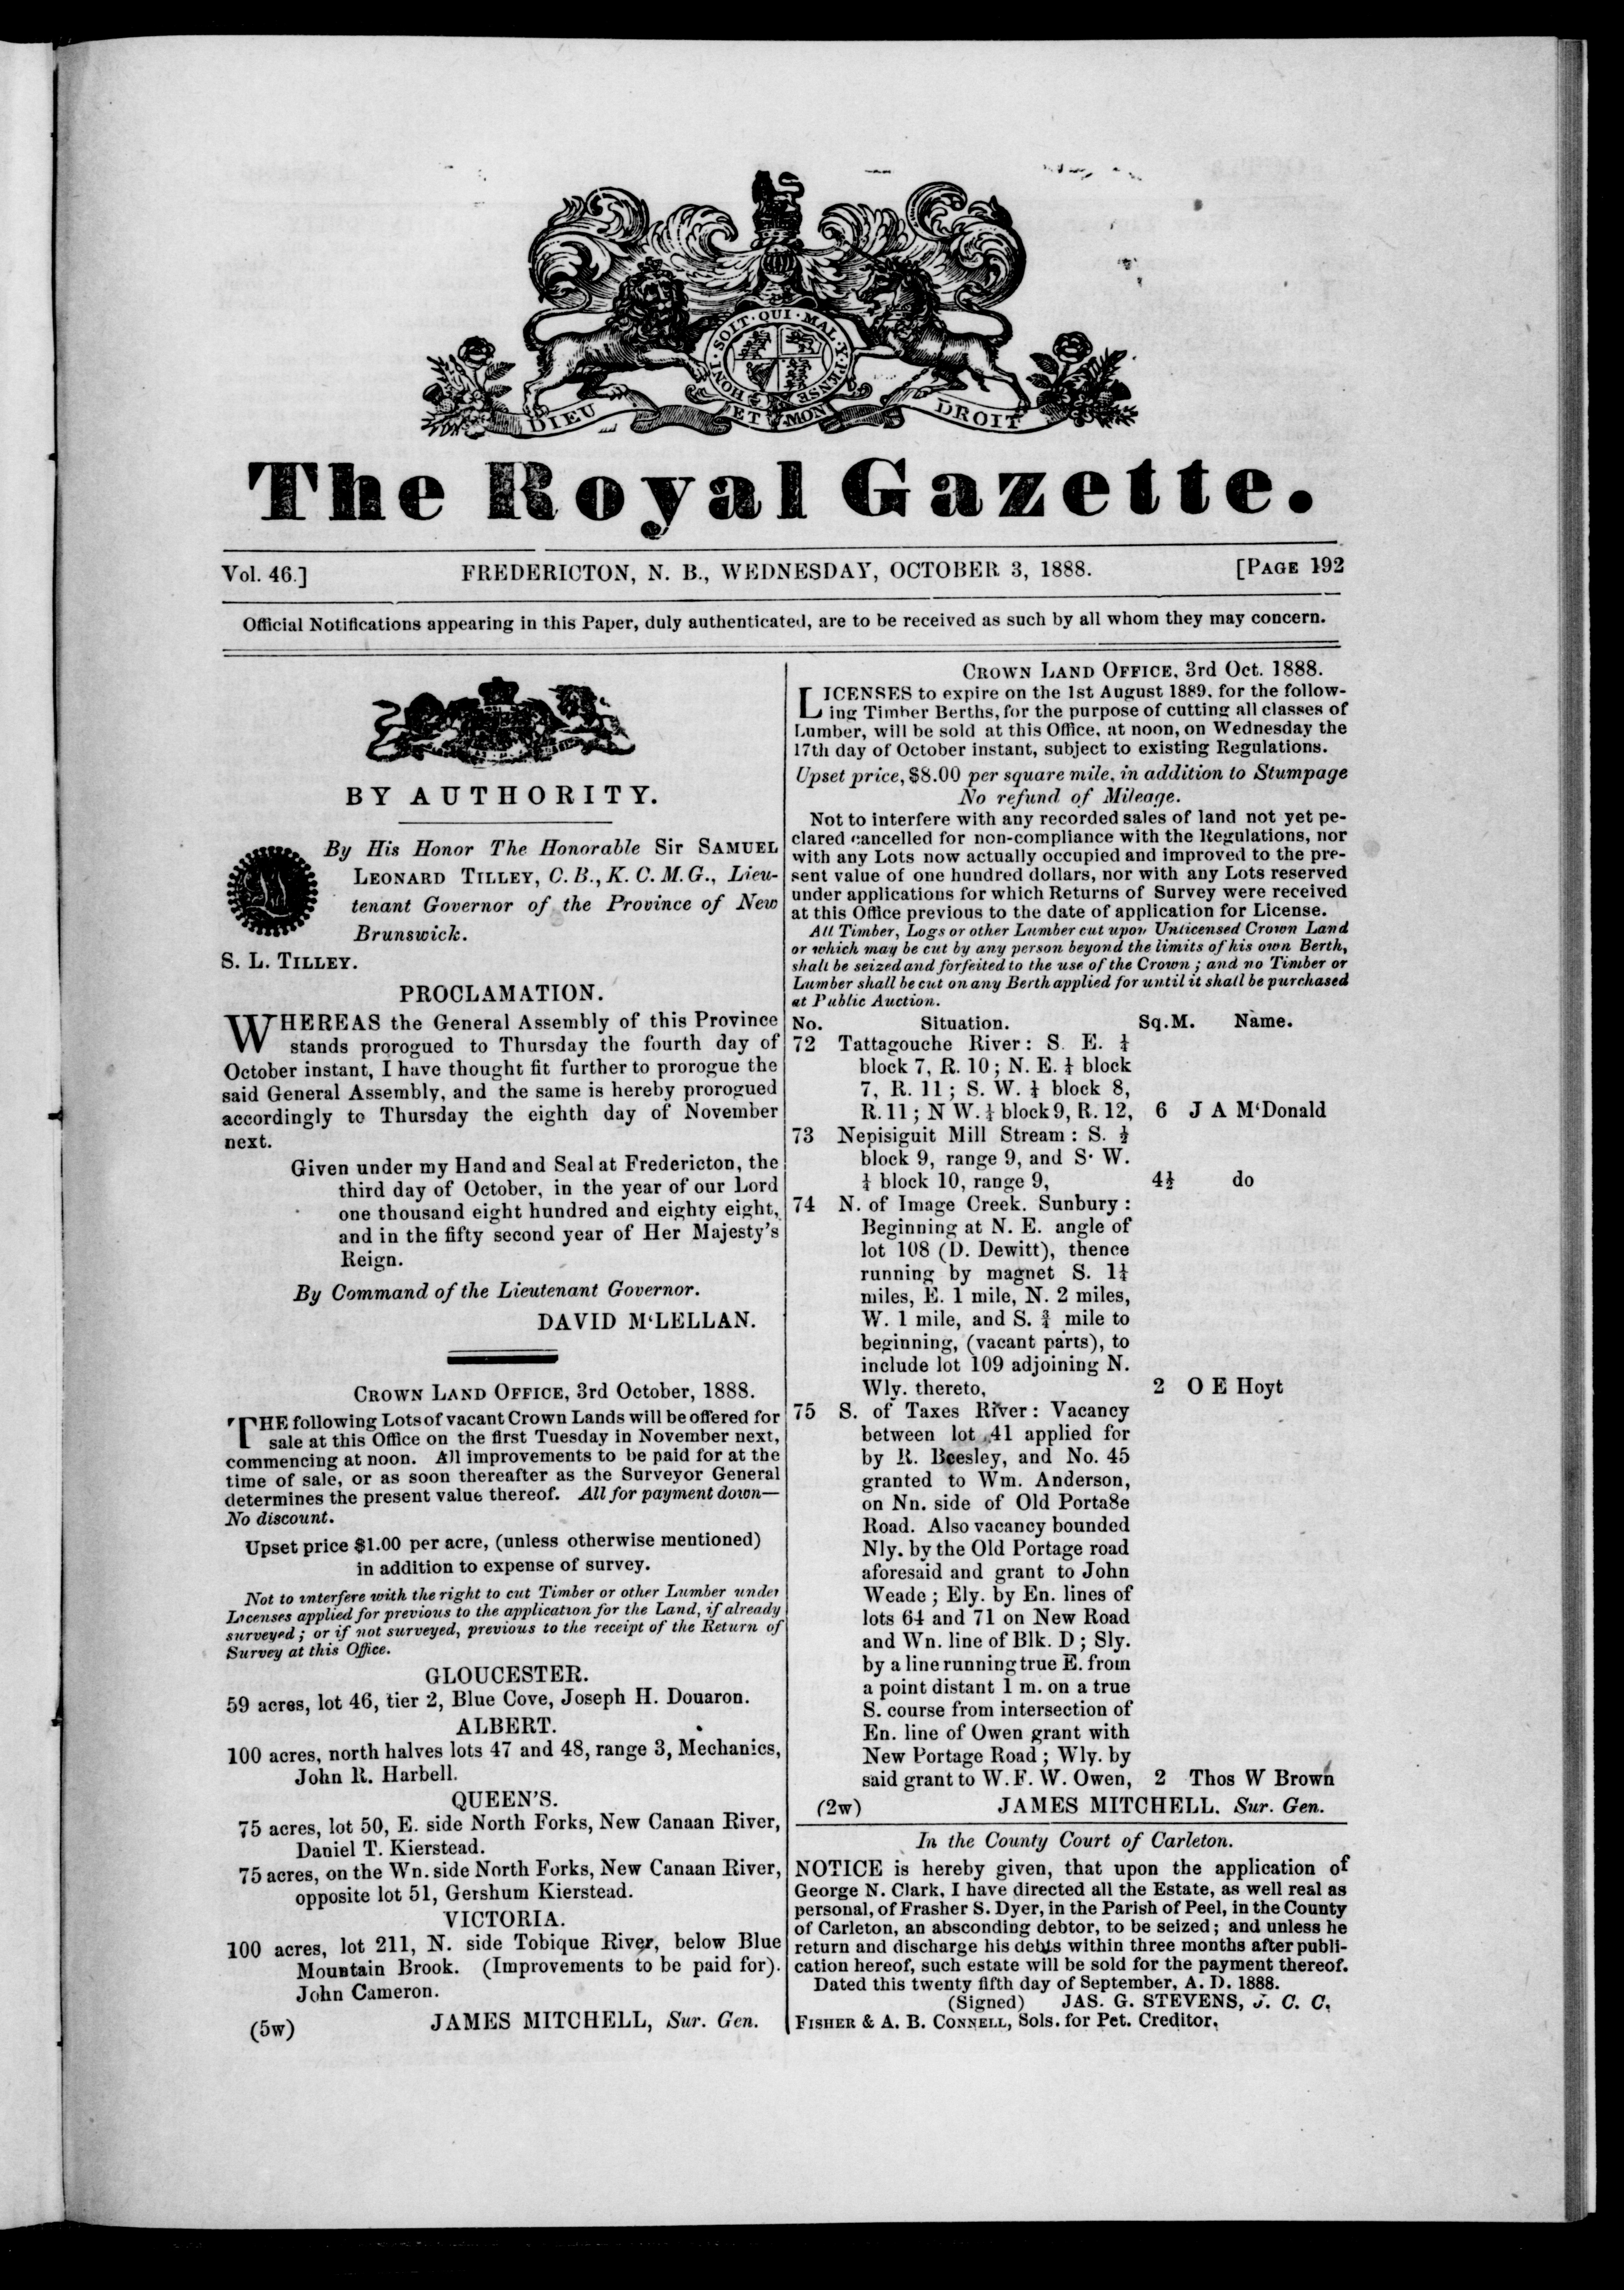 HONI · SOIT · QUI · MAL · Y · PENSE
DIEU ET MON DROIT
The Royal Gazette.
Vol. 46.] FREDERICTON, N. B., WEDNESDAY, OCTOBER 3, 1888. [PAGE 192
Official Notifications appearing in this Paper, duly authenticated, are to be received as such by all whom they may concern.
BY AUTHORITY.
By His Honor The Honorable Sir SAMUEL
LEONARD TILLEY, C. B., K. C. M. G., Lieu-
tenant Governor of the Province of New
Brunswick.
S. L. TILLEY.
PROCLAMATION.
WHEREAS the General Assembly of this Province
stands prorogued to Thursday the fourth day of
October instant, I have thought fit further to prorogue the
said General Assembly, and the same is hereby prorogued
accordingly to Thursday the eighth day of November
next.
Given under my Hand and Seal at Fredericton, the
third day of October, in the year of our Lord
one thousand eight hundred and eighty eight,
and in the fifty second year of Her Majesty's
Reign.
By Command of the Lieutenant Governor.
DAVID M‘LELLAN.
CROWN LAND OFFICE, 3rd October, 1888.
THE following Lots of vacant Crown Lands will be offered for
sale at this Office on the first Tuesday in November next,
commencing at noon. All improvements to be paid for at the
time of sale, or as soon thereafter as the Surveyor General
determines the present value thereof. All for payment down—
No discount.
Upset price $1.00 per acre, (unless otherwise mentioned)
in addition to expense of survey.
Not to interfere with the right to cut Timber or other Lumber under
Licenses applied for previous to the application for the Land, if already
surveyed; or if not surveyed, previous to the receipt of the Return of
Survey at this Office.
GLOUCESTER.
59 acres, lot 46, tier 2, Blue Cove, Joseph H. Douaron.
ALBERT.
100 acres, north halves lots 47 and 48, range 3, Mechanics,
John R. Harbell.
QUEEN'S.
75 acres, lot 50, E. side North Forks, New Canaan River,
Daniel T. Kierstead.
75 acres, on the Wn. side North Forks, New Canaan River,
opposite lot 51, Gershum Kierstead.
VICTORIA.
100 acres, lot 211, N. side Tobique River, below Blue
Mountain Brook. (Improvements to be paid for).
John Cameron.
(5w) JAMES MITCHELL, Sur. Gen.
CROWN LAND OFFICE, 3rd Oct. 1888.
LICENSES to expire on the 1st August 1889, for the follow-
ing Timber Berths, for the purpose of cutting all classes of
Lumber, will be sold at this Office, at noon, on Wednesday the
17th day of October instant, subject to existing Regulations.
Upset price, $8.00 per square mile, in addition to Stumpage
No refund of Mileage.
Not to interfere with any recorded sales of land not yet pe-
clared cancelled for non-compliance with the Regulations, nor
with any Lots now actually occupied and improved to the pre-
sent value of one hundred dollars, nor with any Lots reserved
under applications for which Returns of Survey were received
at this Office previous to the date of application for License.
All Timber, Logs or other Lumber cut upon Unlicensed Crown Land
or which may be cut by any person beyond the limits of his own Berth,
shall be seized and forfeited to the use of the Crown; and no Timber or
Lumber shall be cut on any Berth applied for until it shall be purchased
at Public Auction.
No. Situation. Sq.M. Name.
72 Tattagouche River: S. E. ¼
block 7, R. 10; N. E. ¼ block
7, R. 11; S. W. ¼ block 8,
R. 11; N W. ¼ block 9, R. 12, 6 J A M‘Donald
73 Nepisiguit Mill Stream: S. ½
block 9, range 9, and S· W.
¼ block 10, range 9, 4½ do
74 N. of Image Creek. Sunbury:
Beginning at N. E. angle of
lot 108 (D. Dewitt), thence
running by magnet S. 1¼
miles, E. 1 mile, N. 2 miles,
W. 1 mile, and S. ¾ mile to
beginning, (vacant parts), to
include lot 109 adjoining N.
Wly. thereto, 2 O E Hoyt
75 S. of Taxes River: Vacancy
between lot 41 applied for
by R. Beesley, and No. 45
granted to Wm. Anderson,
on Nn. side of Old Porta8e
Road. Also vacancy bounded
Nly. by the Old Portage road
aforesaid and grant to John
Weade; Ely. by En. lines of
lots 64 and 71 on New Road
and Wn. line of Blk. D; Sly.
by a line running true E. from
a point distant 1 m. on a true
S. course from intersection of
En. line of Owen grant with
New Portage Road; Wly. by
said grant to W. F. W. Owen, 2 Thos W Brown
(2w) JAMES MITCHELL. Sur. Gen.
In the County Court of Carleton.
NOTICE is hereby given, that upon the application of
George N. Clark, I have directed all the Estate, as well real as
personal, of Frasher S. Dyer, in the Parish of Peel, in the County
of Carleton, an absconding debtor, to be seized; and unless he
return and discharge his debts within three months after publi-
cation hereof, such estate will be sold for the payment thereof.
Dated this twenty fifth day of September, A. D. 1888.
(Signed) JAS. G. STEVENS, J. C. C.
FISHER & A. B. CONNELL, Sols. for Pet. Creditor.